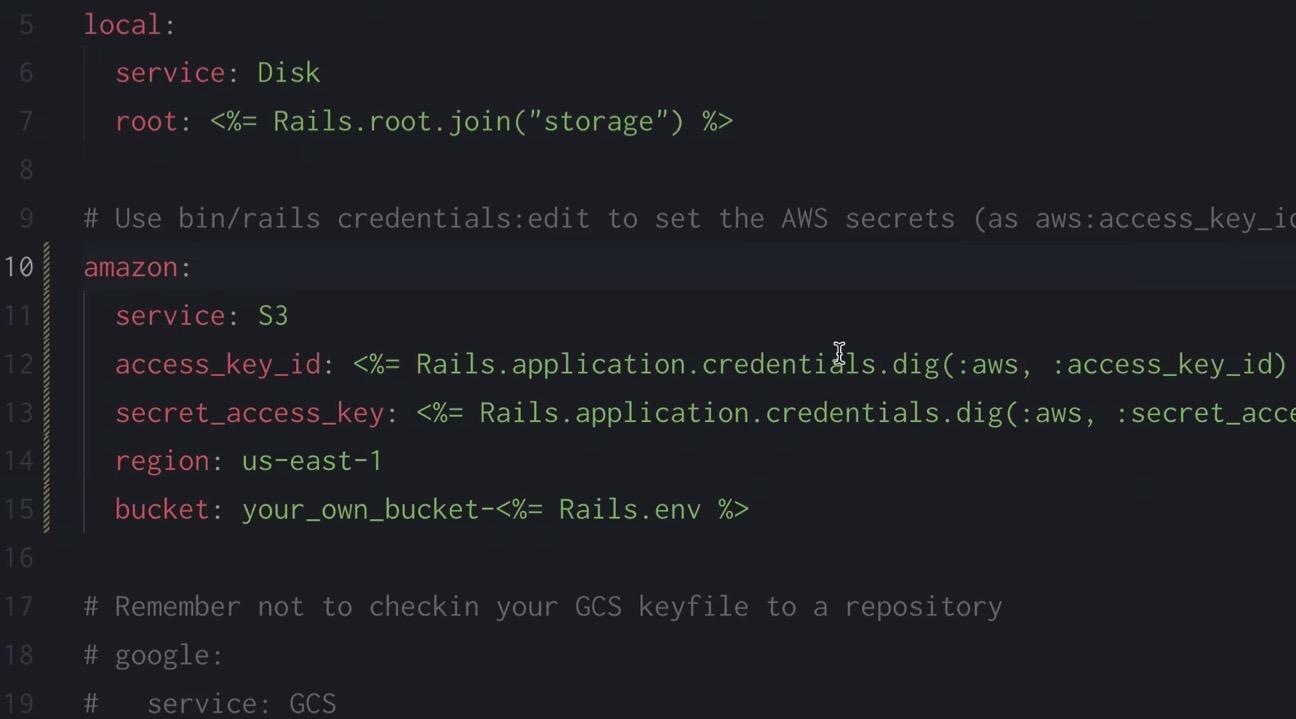 5 local:
6   service: Disk
7   root: <%= Rails.root.join("storage") %>
8
9 # Use bin/rails credentials:edit to set the AWS secrets (as aws:access_key_i
10 amazon:
11   service: S3
12   access_key_id: <%= Rails.application.credentials.dig(:aws, :access_key_id)
13   secret_access_key: <%= Rails.application.credentials.dig(:aws, :secret_acce
14   region: us-east-1
15   bucket: your_own_bucket-<%= Rails.env %>
16
17 # Remember not to checkin your GCS keyfile to a repository
18 # google:
19 #   service: GCS